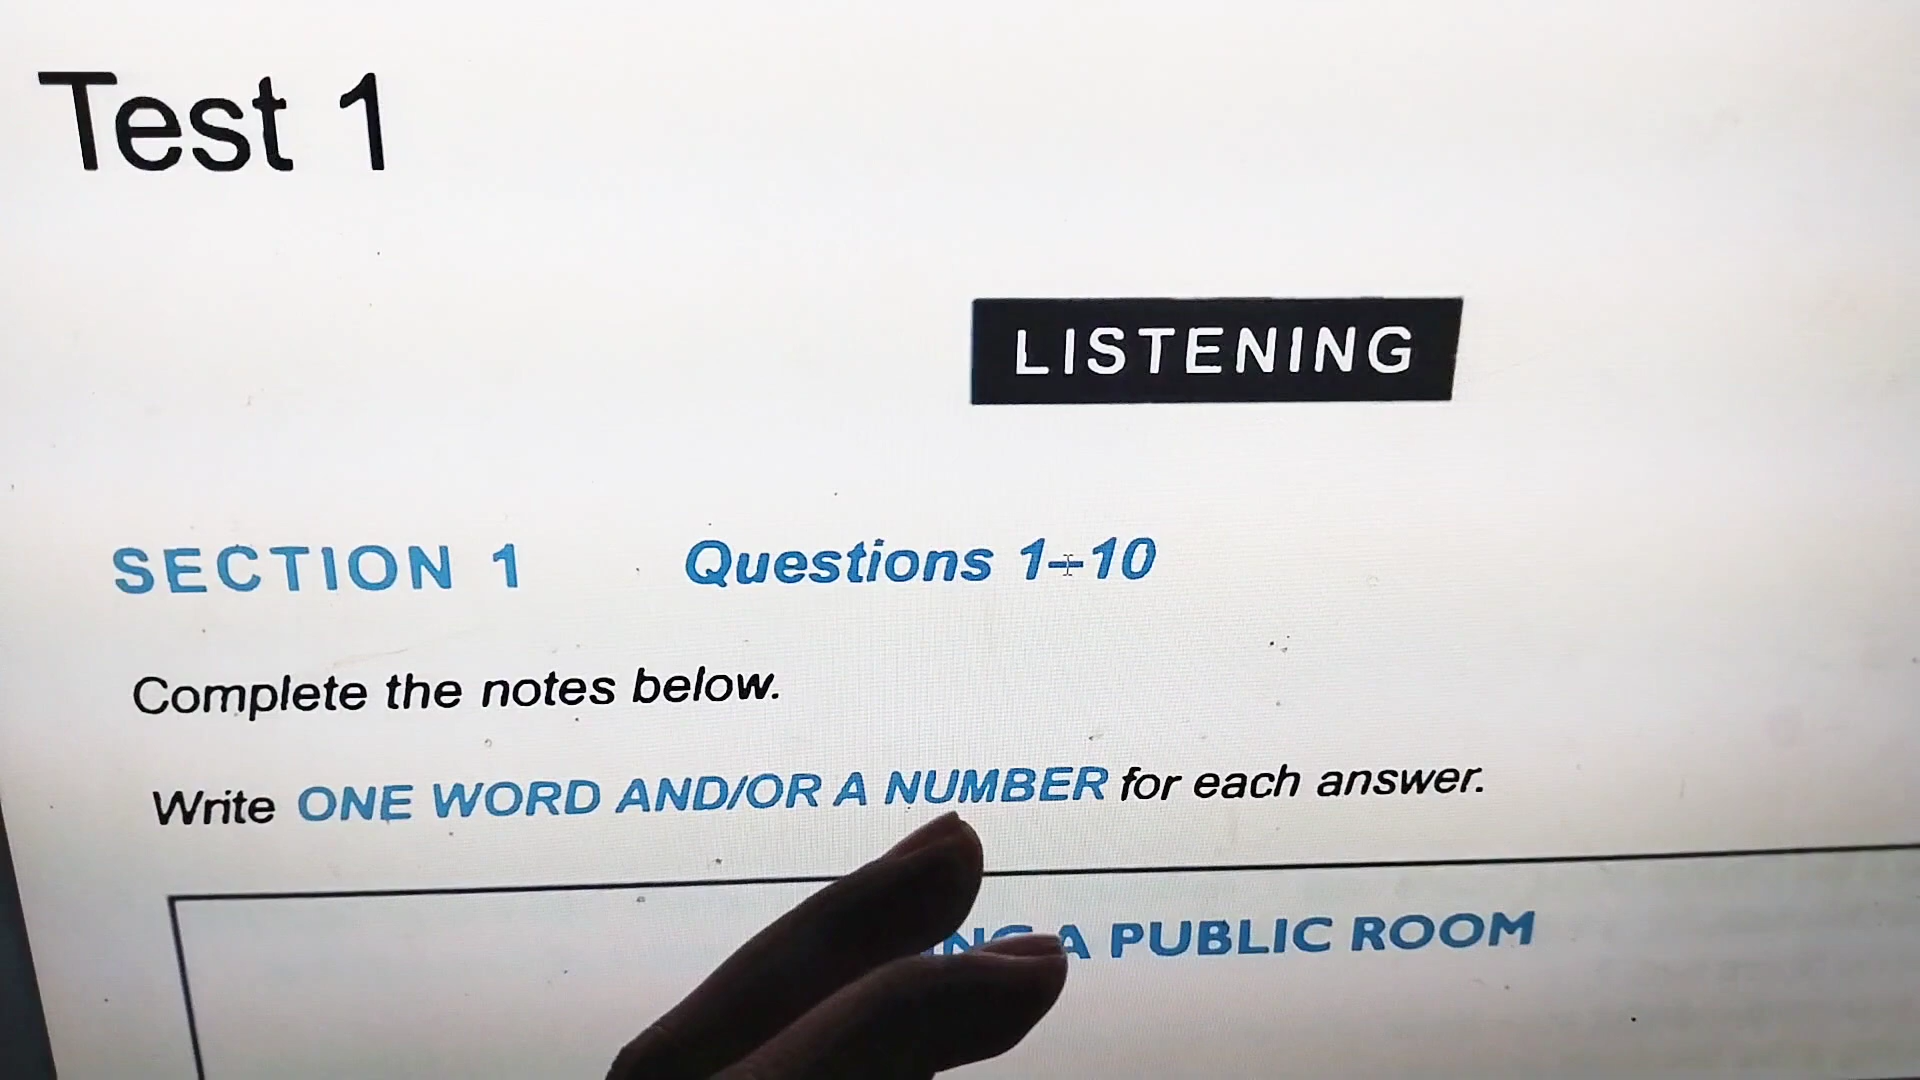 Test 1
LISTENING
SECTION 1 Questions 1–10
Complete the notes below.
Write ONE WORD AND/OR A NUMBER for each answer.
A PUBLIC ROOM